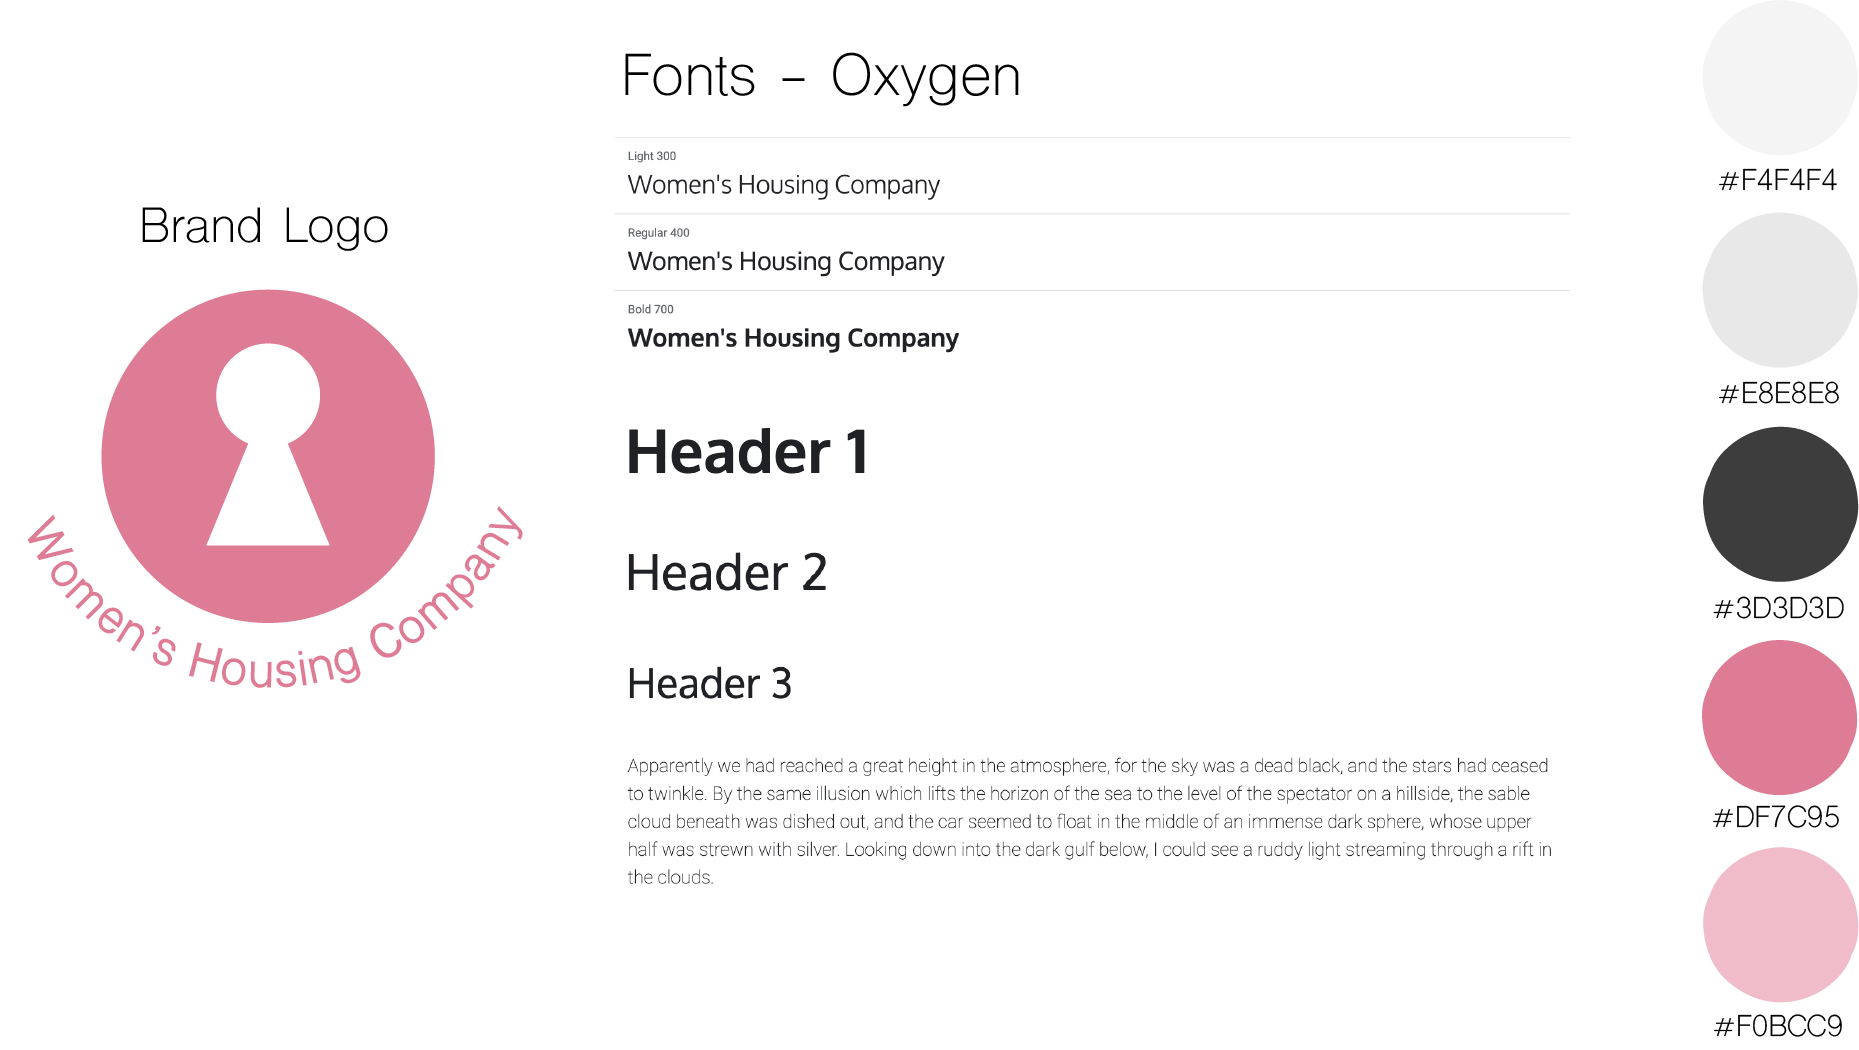 Brand Logo
Women’s Housing Company
Fonts – Oxygen
Light 300
Women's Housing Company
Regular 400
Women's Housing Company
Bold 700
Women's Housing Company
Header 1
Header 2
Header 3
Apparently we had reached a great height in the atmosphere, for the sky was a dead black, and the stars had ceased
to twinkle. By the same illusion which lifts the horizon of the sea to the level of the spectator on a hillside, the sable
cloud beneath was dished out, and the car seemed to float in the middle of an immense dark sphere, whose upper
half was strewn with silver. Looking down into the dark gulf below, I could see a ruddy light streaming through a rift in
the clouds.
#F4F4F4
#E8E8E8
#3D3D3D
#DF7C95
#F0BCC9